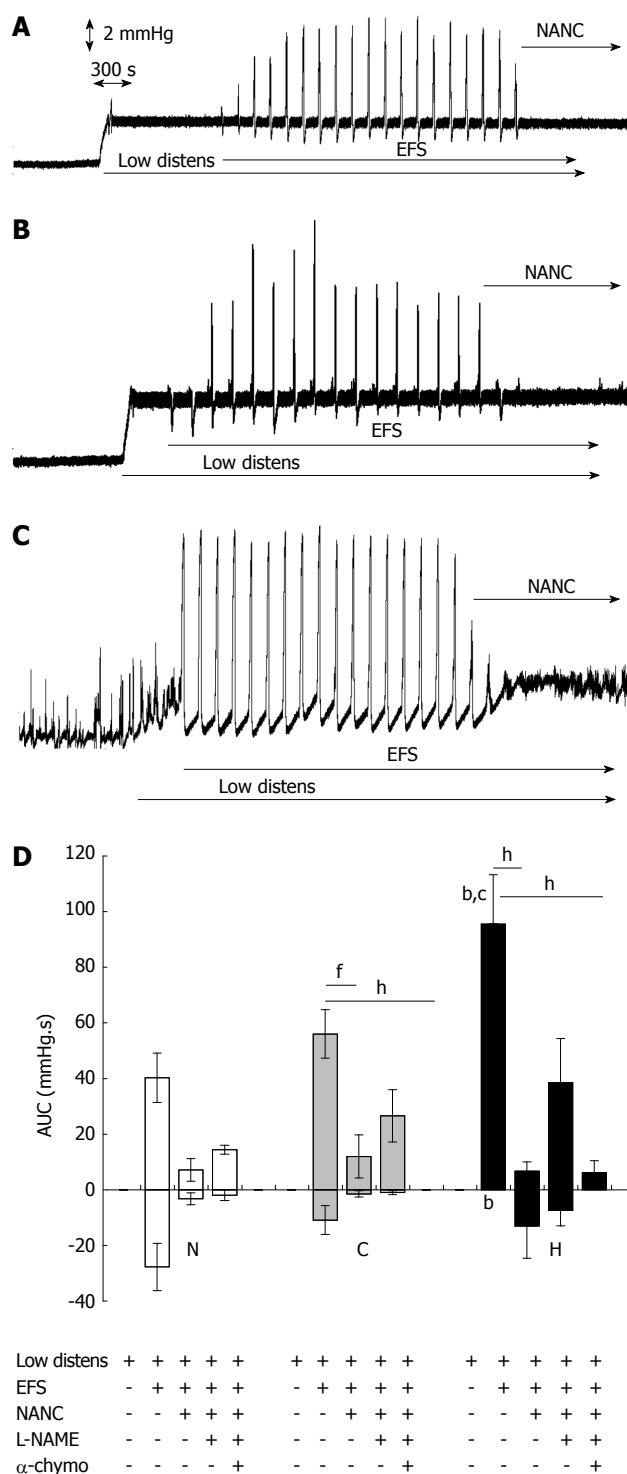 A
2 mmHg
300 s
NANC
EFS
Low distens
B
NANC
EFS
Low distens
C
NANC
EFS
Low distens
D
120
100
80
60
40
20
0
-20
-40
AUC (mmHg.s)
f
h
b,c
h
h
b
N C H
Low distens + + + + + + + + + + + + + + +
EFS - + + + + - + + + + - + + + +
NANC - - + + + - - + + + - - + + +
L-NAME - - - + + - - - + + - - - + +
α-chymo - - - - + - - - - + - - - - +